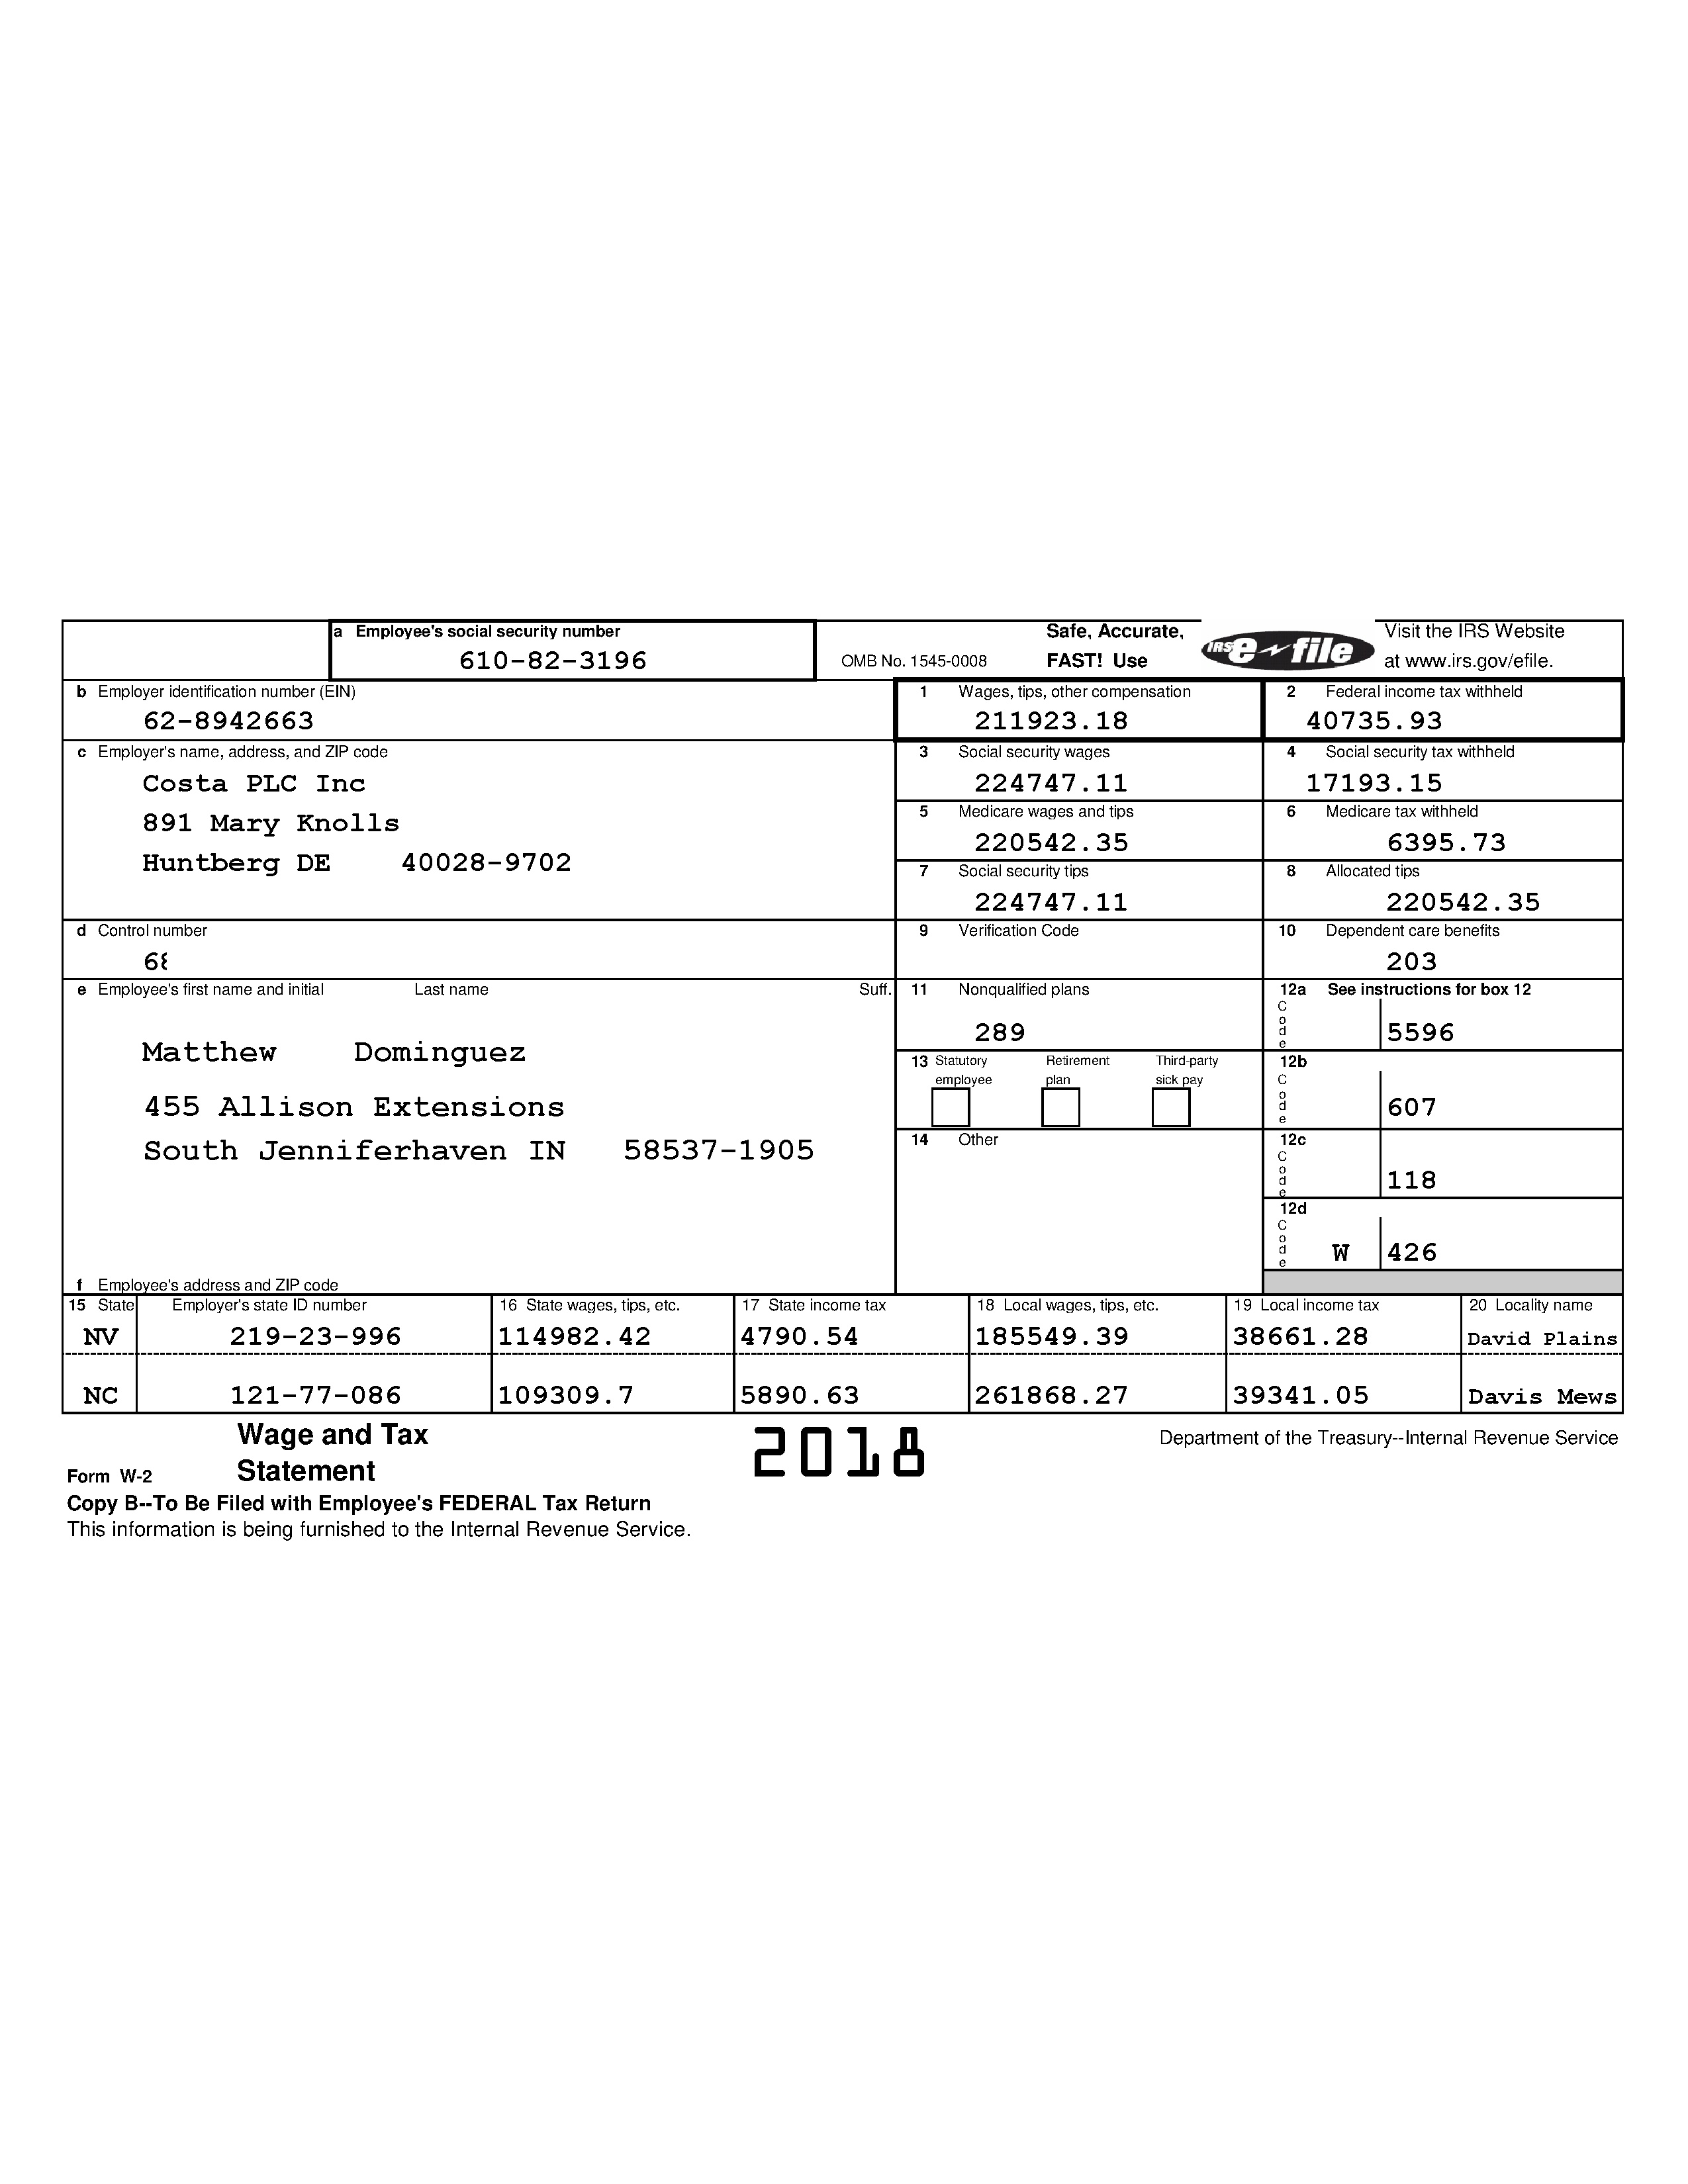 a Employee's social security number
610-82-3196
OMB No. 1545-0008
Safe, Accurate,
FAST! Use
IRS e file
Visit the IRS Website
at www.irs.gov/efile.
b Employer identification number (EIN)
62-8942663
1 Wages, tips, other compensation
211923.18
2 Federal income tax withheld
40735.93
c Employer's name, address, and ZIP code
Costa PLC Inc
891 Mary Knolls
Huntberg DE 40028-9702
3 Social security wages
224747.11
4 Social security tax withheld
17193.15
5 Medicare wages and tips
220542.35
6 Medicare tax withheld
6395.73
7 Social security tips
224747.11
8 Allocated tips
220542.35
d Control number
9 Verification Code
10 Dependent care benefits
203
e Employee's first name and initial Last name Suff.
Matthew Dominguez
455 Allison Extensions
South Jenniferhaven IN 58537-1905
f Employee's address and ZIP code
11 Nonqualified plans
289
12a See instructions for box 12
Code
5596
13 Statutory employee
Retirement plan
Third-party sick pay
12b
Code
607
14 Other
12c
Code
118
12d
Code
W 426
15 State Employer's state ID number 16 State wages, tips, etc. 17 State income tax 18 Local wages, tips, etc. 19 Local income tax 20 Locality name
NV 219-23-996 114982.42 4790.54 185549.39 38661.28 David Plains
NC 121-77-086 109309.7 5890.63 261868.27 39341.05 Davis Mews
Form W-2 Wage and Tax
Statement
2018
Department of the Treasury--Internal Revenue Service
Copy B--To Be Filed with Employee's FEDERAL Tax Return
This information is being furnished to the Internal Revenue Service.